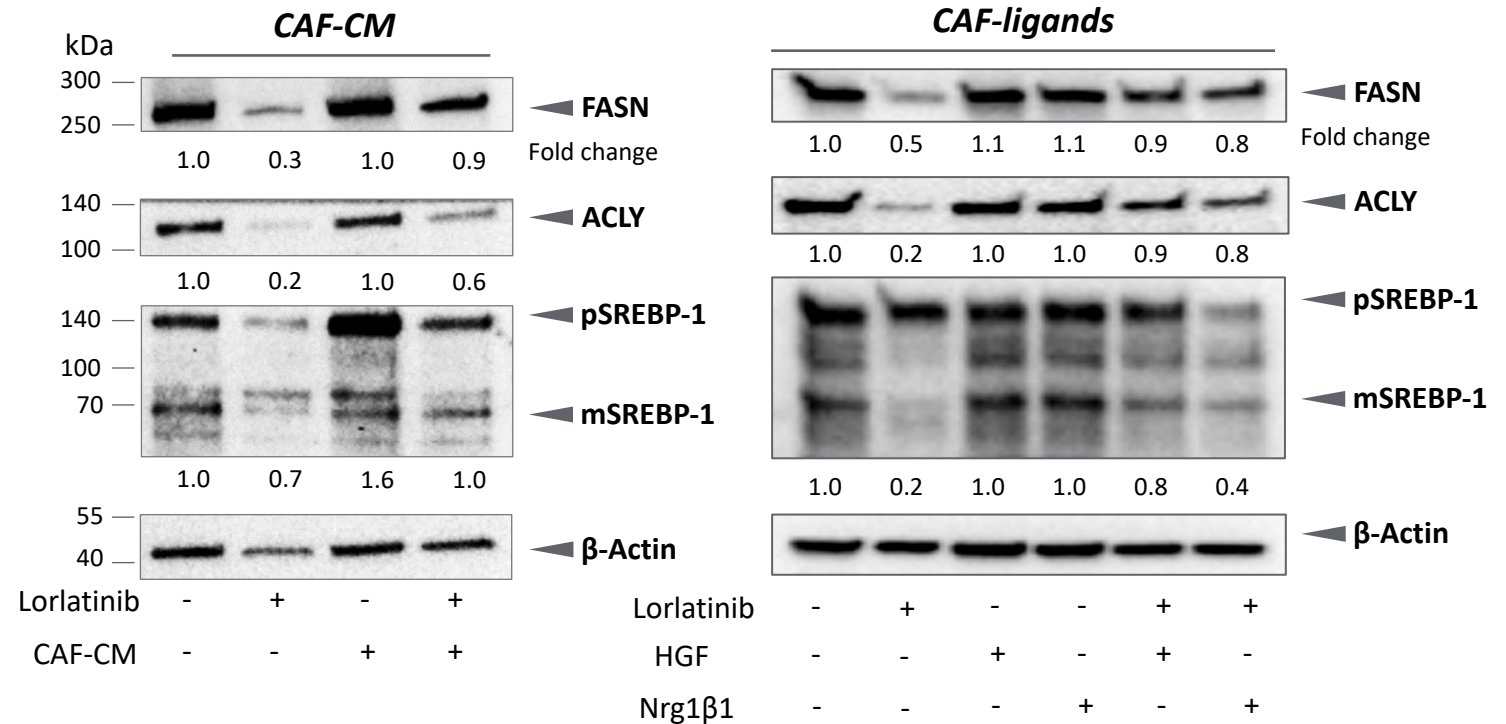 CAF-CM
kDa
300
250
FASN
1.0 0.3 1.0 0.9 Fold change
140
100
ACLY
1.0 0.2 1.0 0.6
140
100
70
pSREBP-1
mSREBP-1
1.0 0.7 1.6 1.0
55
40
β-Actin
Lorlatinib - + - +
CAF-CM - - + +
CAF-ligands
FASN
1.0 0.5 1.1 1.1 0.9 0.8 Fold change
ACLY
1.0 0.2 1.0 1.0 0.9 0.8
pSREBP-1
mSREBP-1
1.0 0.2 1.0 1.0 0.8 0.4
β-Actin
Lorlatinib - + - - + +
HGF - - + - + -
Nrg1β1 - - - + - +